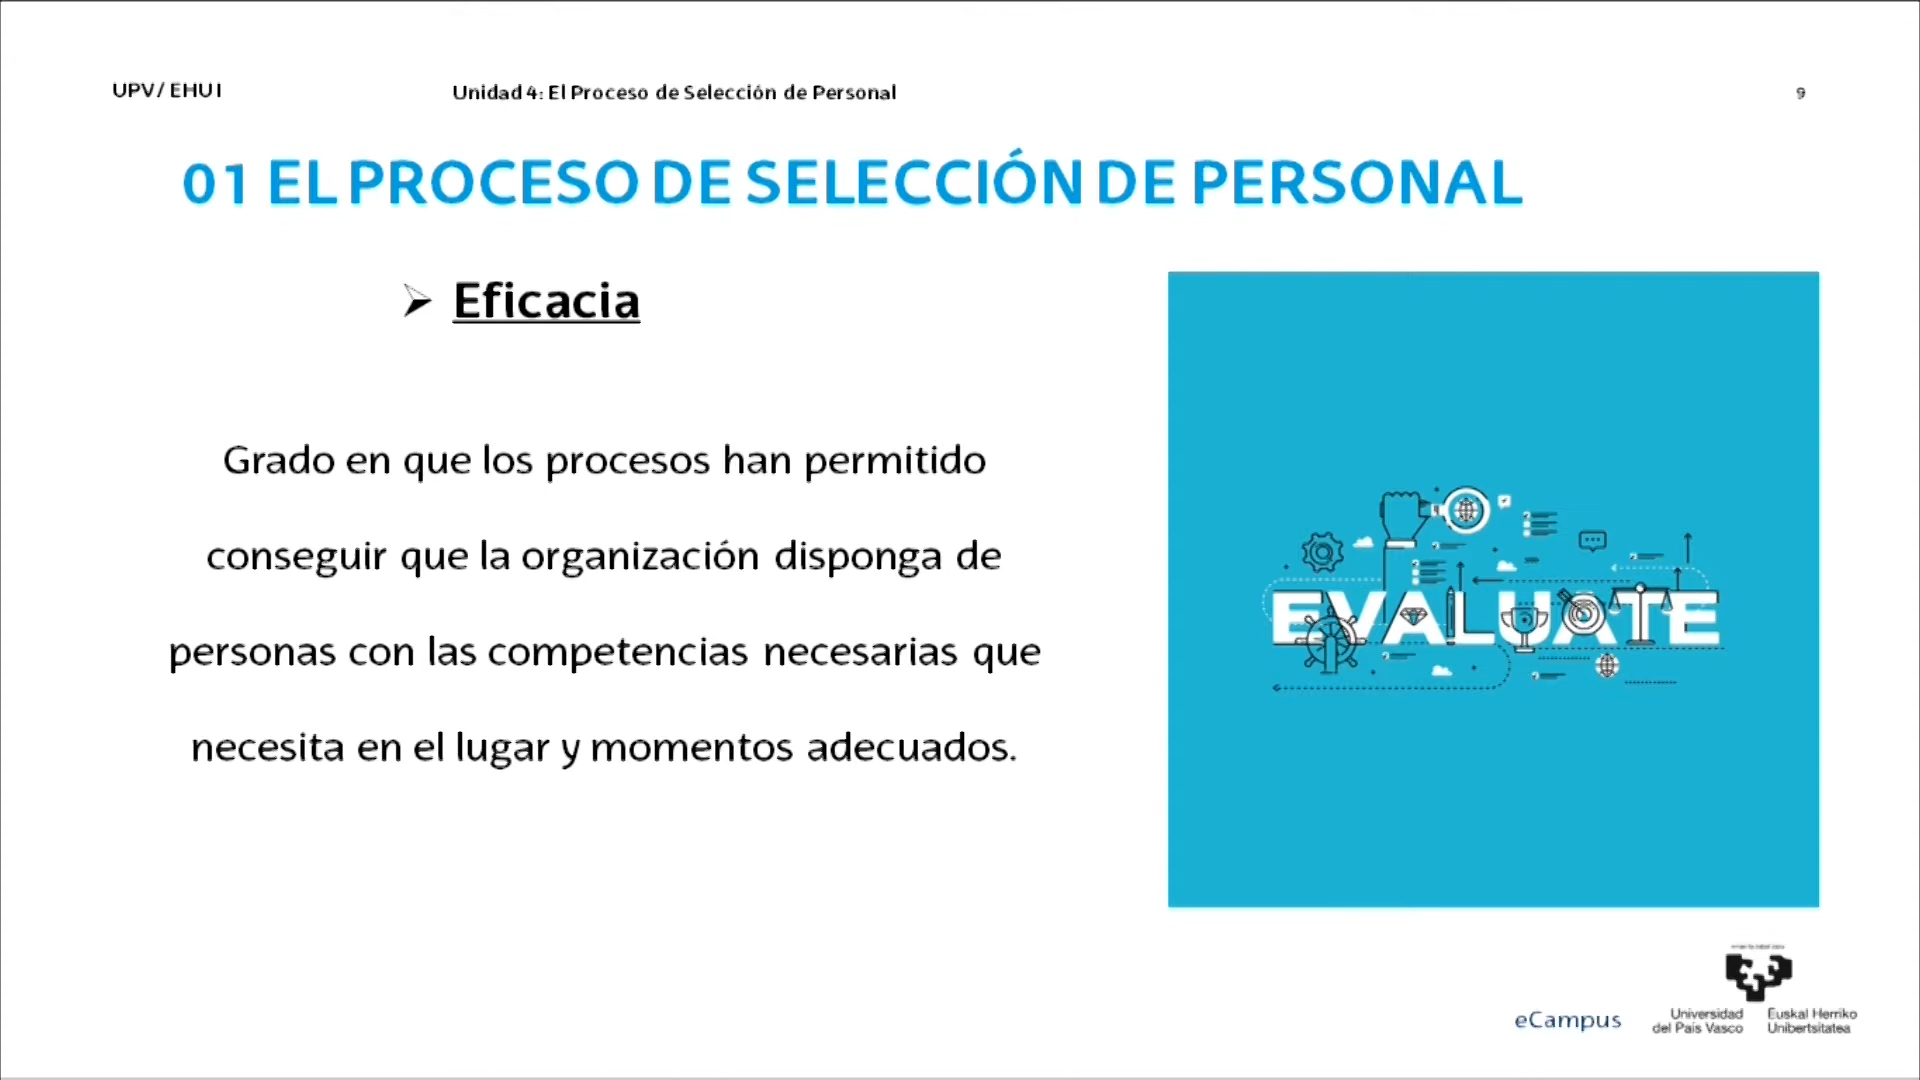 UPV/ EHU I
Unidad 4: El Proceso de Selección de Personal
9
01 EL PROCESO DE SELECCIÓN DE PERSONAL
➢ Eficacia
Grado en que los procesos han permitido
conseguir que la organización disponga de
personas con las competencias necesarias que
necesita en el lugar y momentos adecuados.
EVALUATE
eCampus
Universidad
del País Vasco
Euskal Herriko
Unibertsitatea